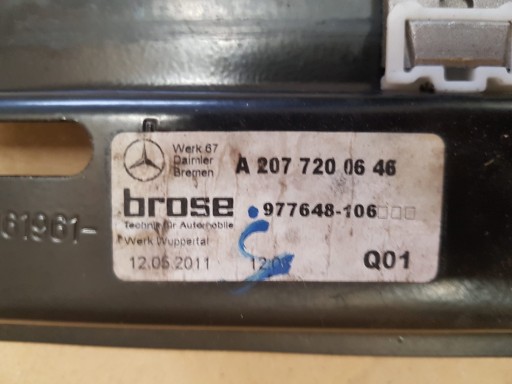 Werk 67
Daimler
Bremen
A 207 720 06 46
brose
977648-106
Technik für Automobile
Werk Wuppertal
12.05.2011
Q01
61961-